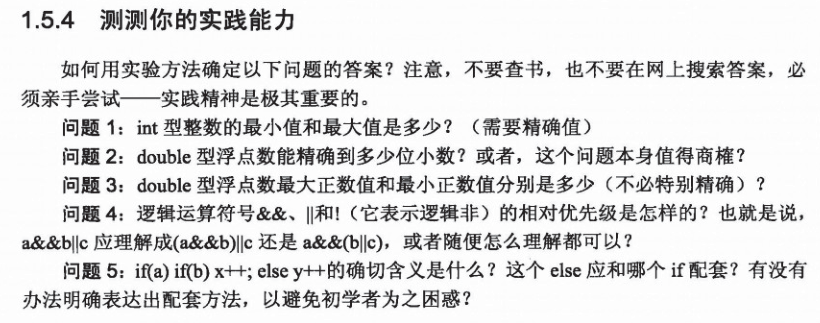 1.5.4 测测你的实践能力
如何用实验方法确定以下问题的答案？注意，不要查书，也不要在网上搜索答案，必
须亲手尝试——实践精神是极其重要的。
问题 1：int 型整数的最小值和最大值是多少？（需要精确值）
问题 2：double 型浮点数能精确到多少位小数？或者，这个问题本身值得商榷？
问题 3：double 型浮点数最大正数值和最小正数值分别是多少（不必特别精确）？
问题 4：逻辑运算符号&&、||和!（它表示逻辑非）的相对优先级是怎样的？也就是说，
a&&b||c 应理解成(a&&b)||c 还是 a&&(b||c)，或者随便怎么理解都可以？
问题 5：if(a) if(b) x++; else y++的确切含义是什么？这个 else 应和哪个 if 配套？有没有
办法明确表达出配套方法，以避免初学者为之困惑？